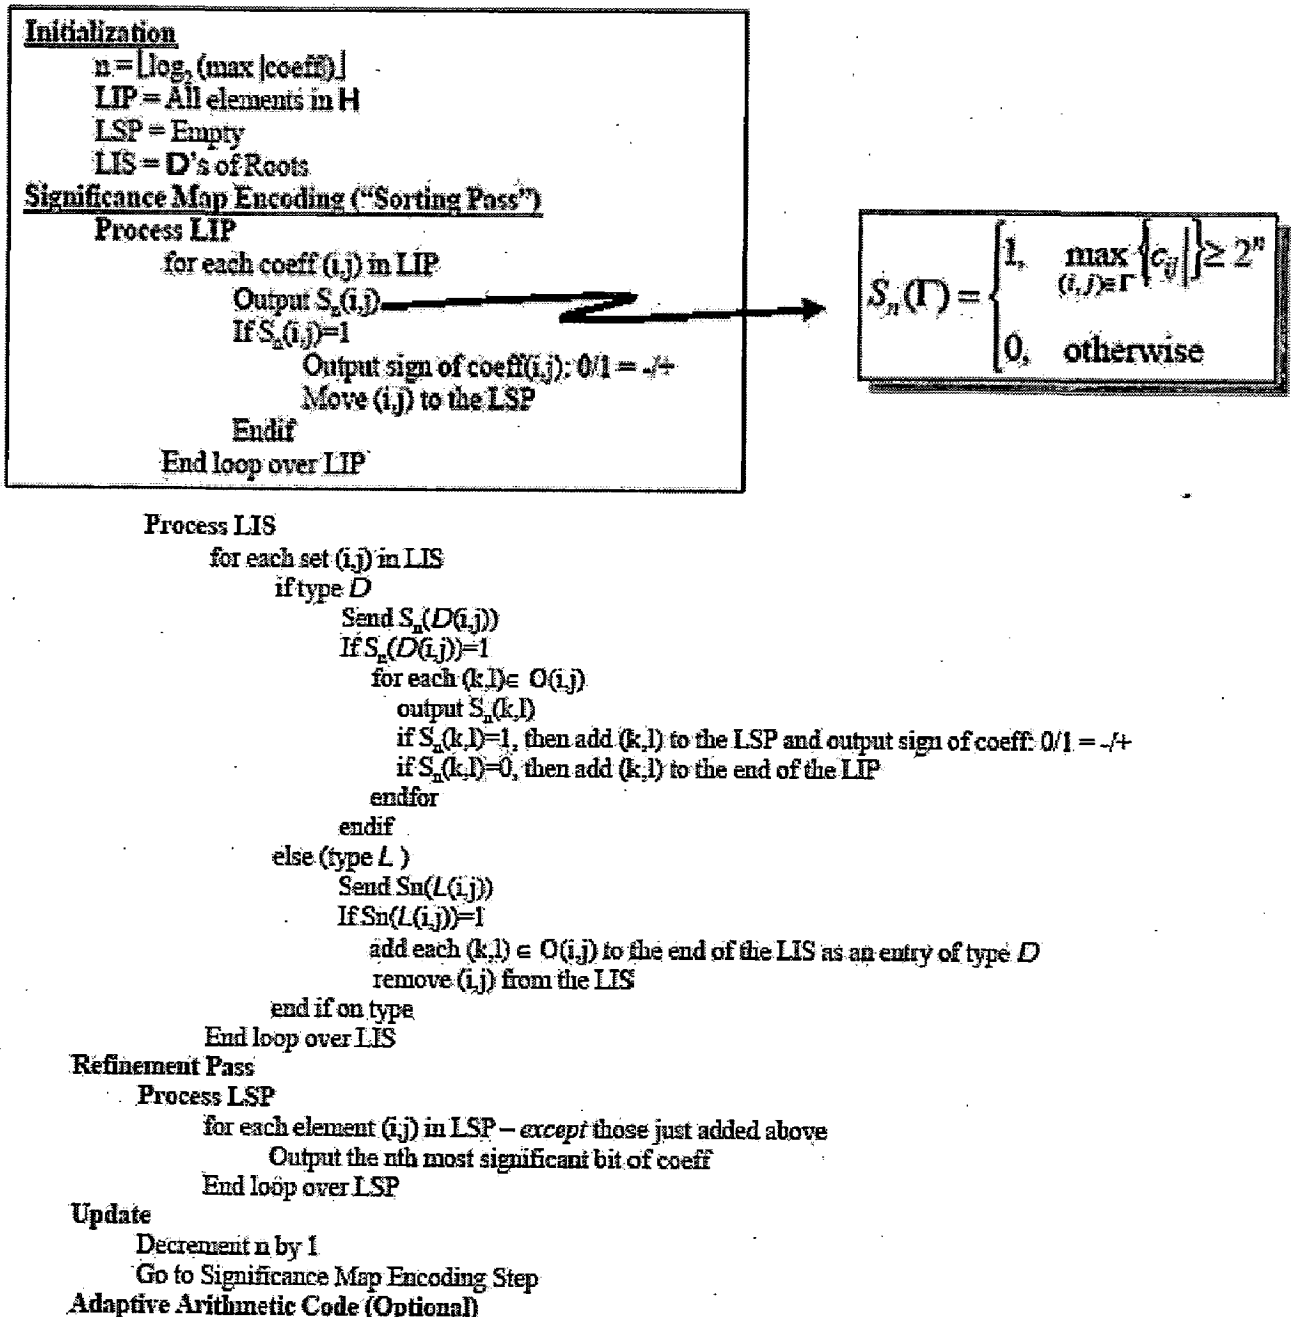 Initialization
n = ⌊log₂ (max |coeff|)⌋
LIP = All elements in H
LSP = Empty
LIS = D's of Roots
Significance Map Encoding ("Sorting Pass")
Process LIP
for each coeff (i,j) in LIP
Output Sₙ(i,j)
If Sₙ(i,j)=1
Output sign of coeff(i,j): 0/1 = -/+
Move (i,j) to the LSP
Endif
End loop over LIP
Sₙ(Γ) = { 1, max (i,j)∈Γ {|c_ij|} ≥ 2ⁿ
0, otherwise
Process LIS
for each set (i,j) in LIS
if type D
Send Sₙ(D(i,j))
If Sₙ(D(i,j))=1
for each (k,l)∈ O(i,j)
output Sₙ(k,l)
if Sₙ(k,l)=1, then add (k,l) to the LSP and output sign of coeff: 0/1 = -/+
if Sₙ(k,l)=0, then add (k,l) to the end of the LIP
endfor
endif
else (type L )
Send Sn(L(i,j))
If Sn(L(i,j))=1
add each (k,l) ∈ O(i,j) to the end of the LIS as an entry of type D
remove (i,j) from the LIS
end if on type
End loop over LIS
Refinement Pass
Process LSP
for each element (i,j) in LSP – except those just added above
Output the nth most significant bit of coeff
End loop over LSP
Update
Decrement n by 1
Go to Significance Map Encoding Step
Adaptive Arithmetic Code (Optional)